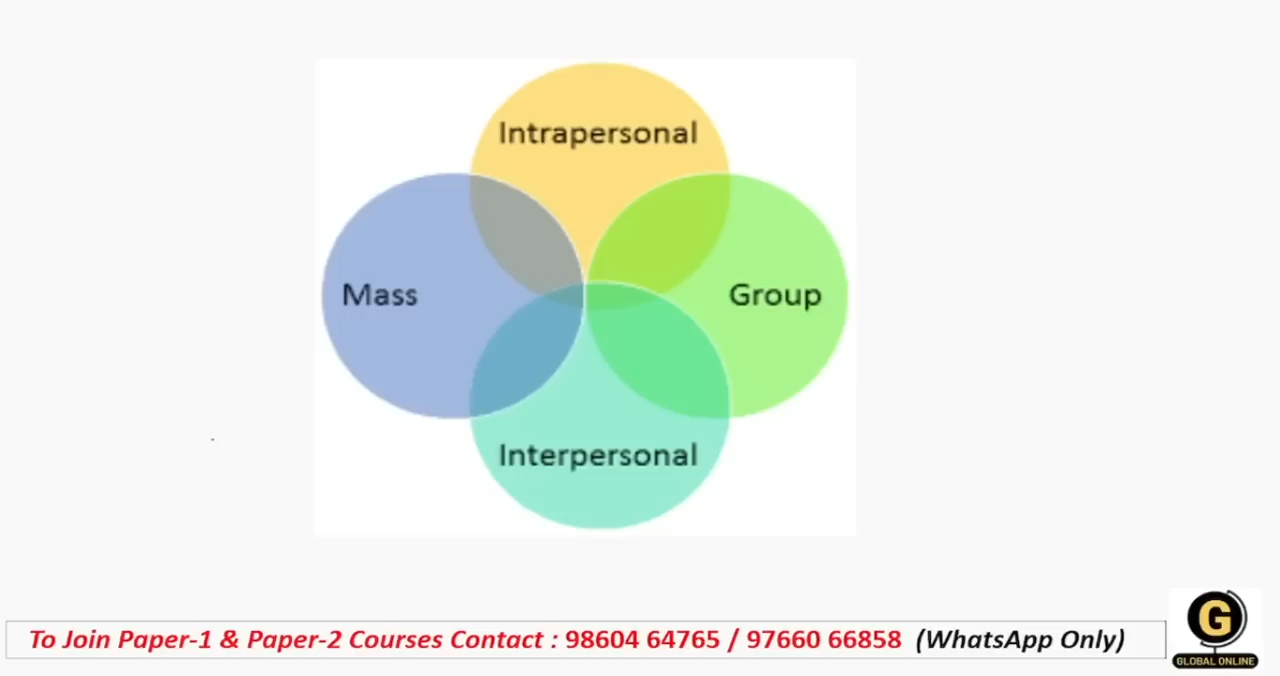 Intrapersonal
Mass
Group
Interpersonal
To Join Paper-1 & Paper-2 Courses Contact : 98604 64765 / 97660 66858 (WhatsApp Only)
G
GLOBAL ONLINE